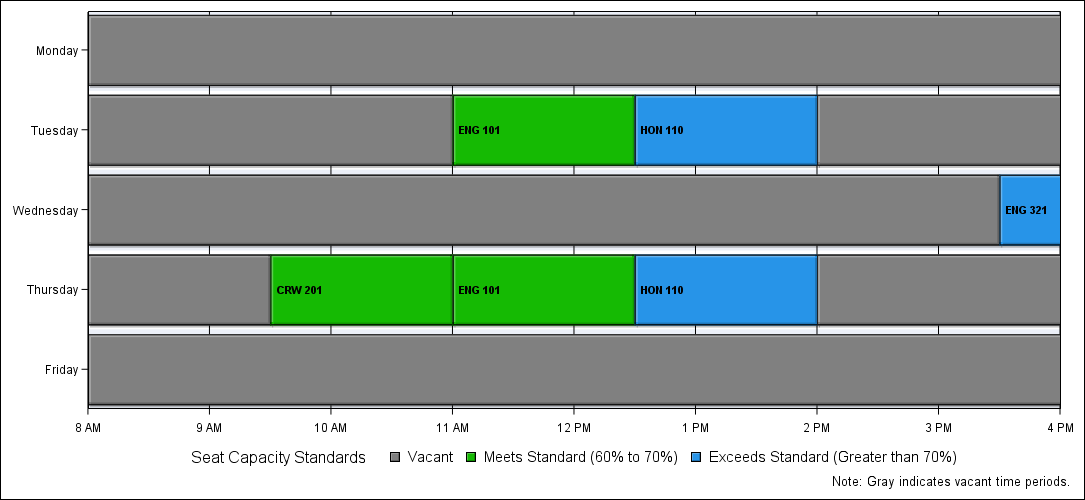 Monday
Tuesday
ENG 101
HON 110
Wednesday
ENG 321
Thursday
CRW 201
ENG 101
HON 110
Friday
8 AM
9 AM
10 AM
11 AM
12 PM
1 PM
2 PM
3 PM
4 PM
Seat Capacity Standards
Vacant
Meets Standard (60% to 70%)
Exceeds Standard (Greater than 70%)
Note: Gray indicates vacant time periods.